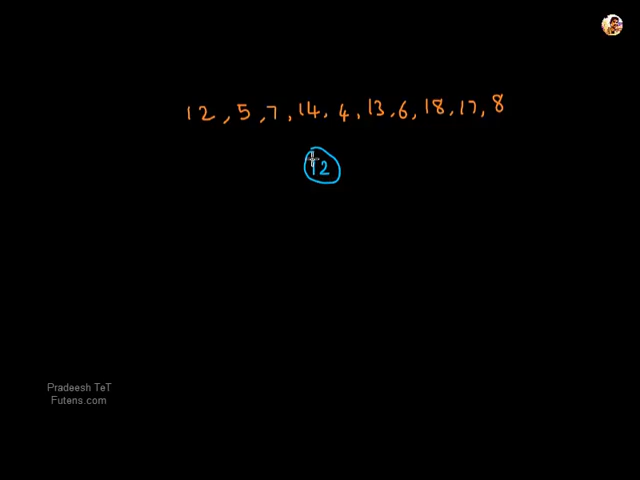 12, 5, 7, 14, 4, 13, 6, 18, 17, 8
12
Pradeesh TeT
Futens.com